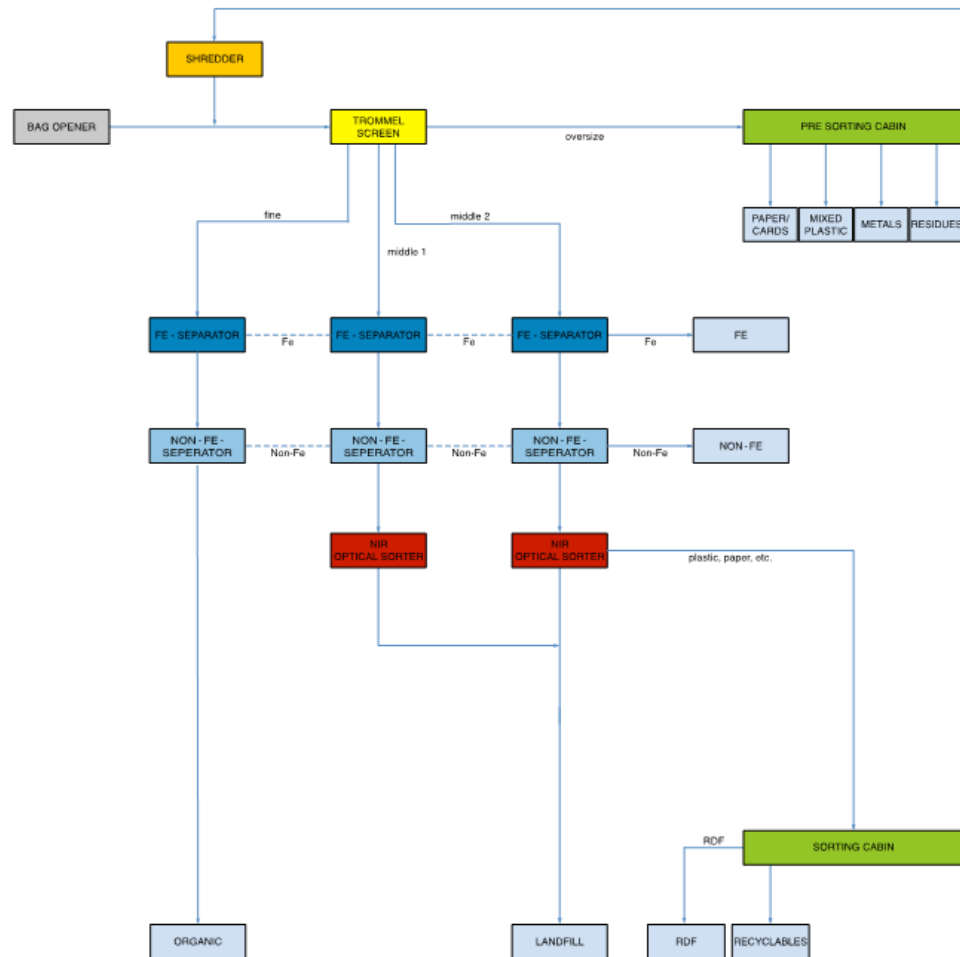 SHREDDER
BAG OPENER
TROMMEL
SCREEN
oversize
PRE SORTING CABIN
PAPER/
CARDS
MIXED
PLASTIC
METALS
RESIDUES
fine
middle 1
middle 2
FE - SEPARATOR
Fe
FE - SEPARATOR
Fe
FE - SEPARATOR
Fe
FE
NON - FE -
SEPERATOR
Non-Fe
NON - FE -
SEPERATOR
Non-Fe
NON - FE -
SEPERATOR
Non-Fe
NON - FE
NIR
OPTICAL SORTER
NIR
OPTICAL SORTER
plastic, paper, etc.
RDF
SORTING CABIN
ORGANIC
LANDFILL
RDF
RECYCLABLES